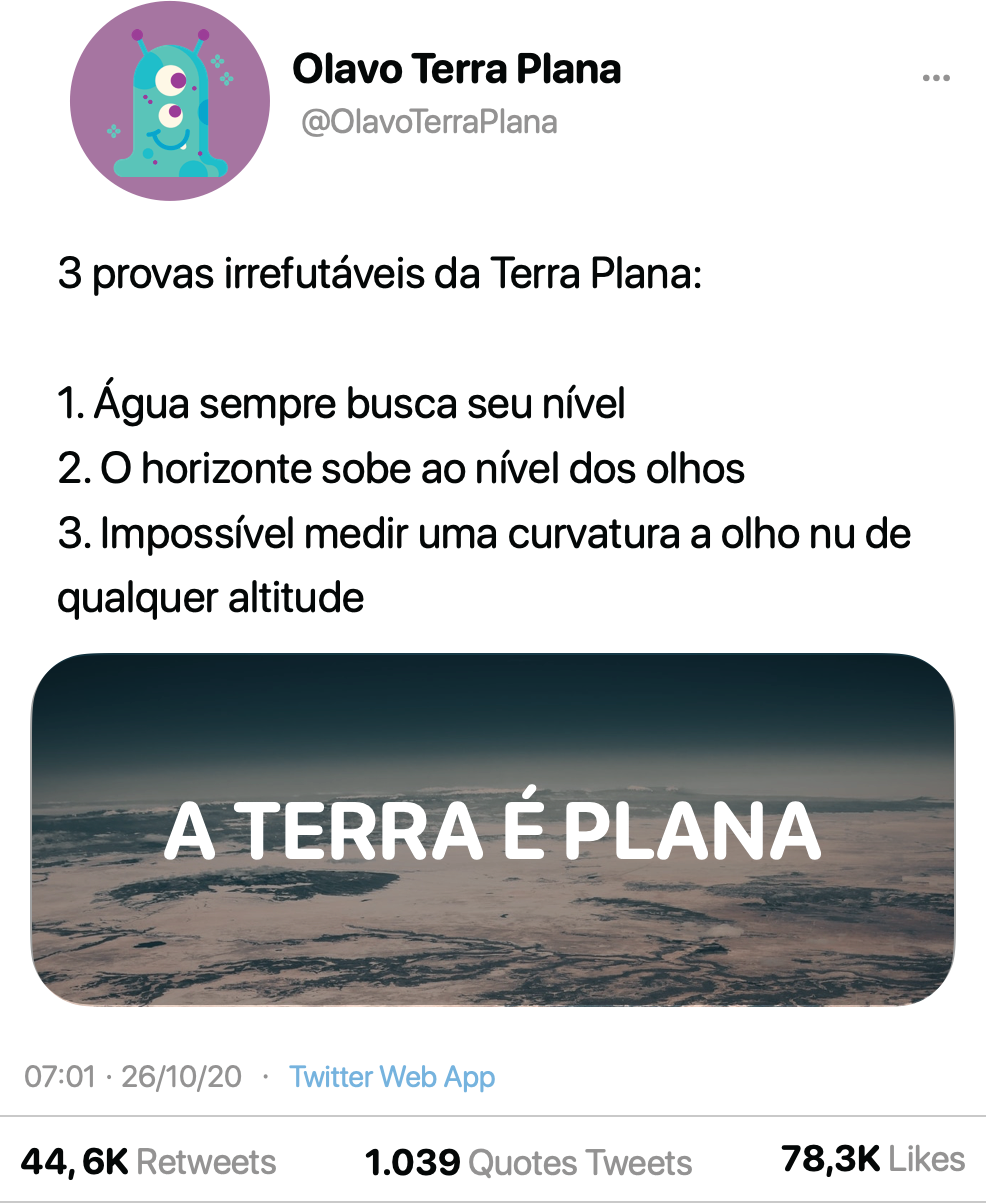 Olavo Terra Plana
@OlavoTerraPlana
3 provas irrefutáveis da Terra Plana:
1. Água sempre busca seu nível
2. O horizonte sobe ao nível dos olhos
3. Impossível medir uma curvatura a olho nu de
qualquer altitude
A TERRA É PLANA
07:01 · 26/10/20 · Twitter Web App
44, 6K Retweets 1.039 Quotes Tweets 78,3K Likes